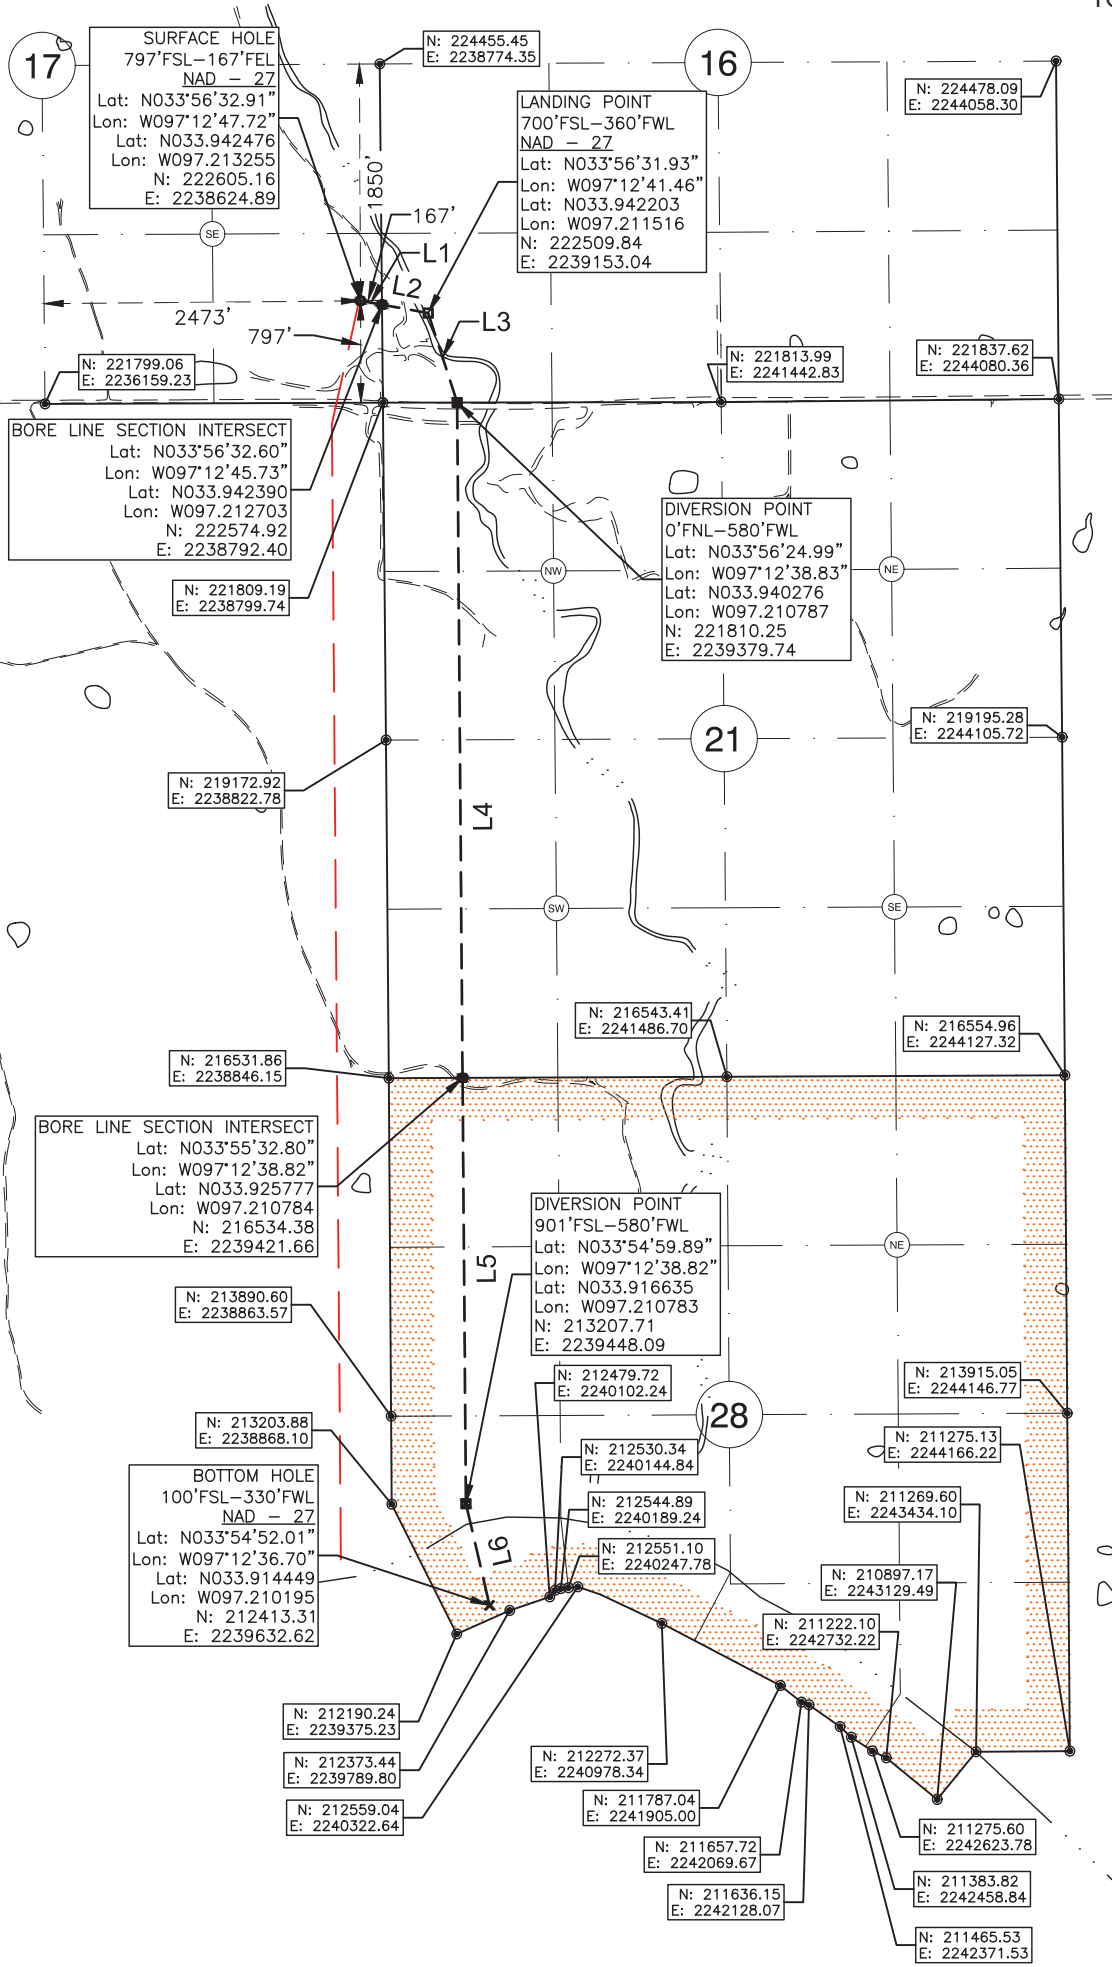 17
SURFACE HOLE
797'FSL-167'FEL
NAD - 27
Lat: N033°56'32.91"
Lon: W097°12'47.72"
Lat: N033.942476
Lon: W097.213255
N: 222605.16
E: 2238624.89
N: 224455.45
E: 2238774.35
16
N: 224478.09
E: 2244058.30
LANDING POINT
700'FSL-360'FWL
NAD - 27
Lat: N033°56'31.93"
Lon: W097°12'41.46"
Lat: N033.942203
Lon: W097.211516
N: 222509.84
E: 2239153.04
1850'
167'
SE
L1
L2
L3
2473'
797'
N: 221799.06
E: 2236159.23
N: 221813.99
E: 2241442.83
N: 221837.62
E: 2244080.36
BORE LINE SECTION INTERSECT
Lat: N033°56'32.60"
Lon: W097°12'45.73"
Lat: N033.942390
Lon: W097.212703
N: 222574.92
E: 2238792.40
DIVERSION POINT
0'FNL-580'FWL
Lat: N033°56'24.99"
Lon: W097°12'38.83"
Lat: N033.940276
Lon: W097.210787
N: 221810.25
E: 2239379.74
N: 221809.19
E: 2238799.74
NW
NE
N: 219195.28
E: 2244105.72
21
N: 219172.92
E: 2238822.78
L4
SW
SE
N: 216543.41
E: 2241486.70
N: 216554.96
E: 2244127.32
N: 216531.86
E: 2238846.15
BORE LINE SECTION INTERSECT
Lat: N033°55'32.80"
Lon: W097°12'38.82"
Lat: N033.925777
Lon: W097.210784
N: 216534.38
E: 2239421.66
DIVERSION POINT
901'FSL-580'FWL
Lat: N033°54'59.89"
Lon: W097°12'38.82"
Lat: N033.916635
Lon: W097.210783
N: 213207.71
E: 2239448.09
L5
NE
N: 213890.60
E: 2238863.57
N: 212479.72
E: 2240102.24
N: 213915.05
E: 2244146.77
28
N: 213203.88
E: 2238868.10
N: 211275.13
E: 2244166.22
N: 212530.34
E: 2240144.84
BOTTOM HOLE
100'FSL-330'FWL
NAD - 27
Lat: N033°54'52.01"
Lon: W097°12'36.70"
Lat: N033.914449
Lon: W097.210195
N: 212413.31
E: 2239632.62
N: 212544.89
E: 2240189.24
N: 211269.60
E: 2243434.10
L6
N: 212551.10
E: 2240247.78
N: 210897.17
E: 2243129.49
N: 211222.10
E: 2242732.22
N: 212190.24
E: 2239375.23
N: 212373.44
E: 2239789.80
N: 212272.37
E: 2240978.34
N: 212559.04
E: 2240322.64
N: 211787.04
E: 2241905.00
N: 211275.60
E: 2242623.78
N: 211657.72
E: 2242069.67
N: 211383.82
E: 2242458.84
N: 211636.15
E: 2242128.07
N: 211465.53
E: 2242371.53